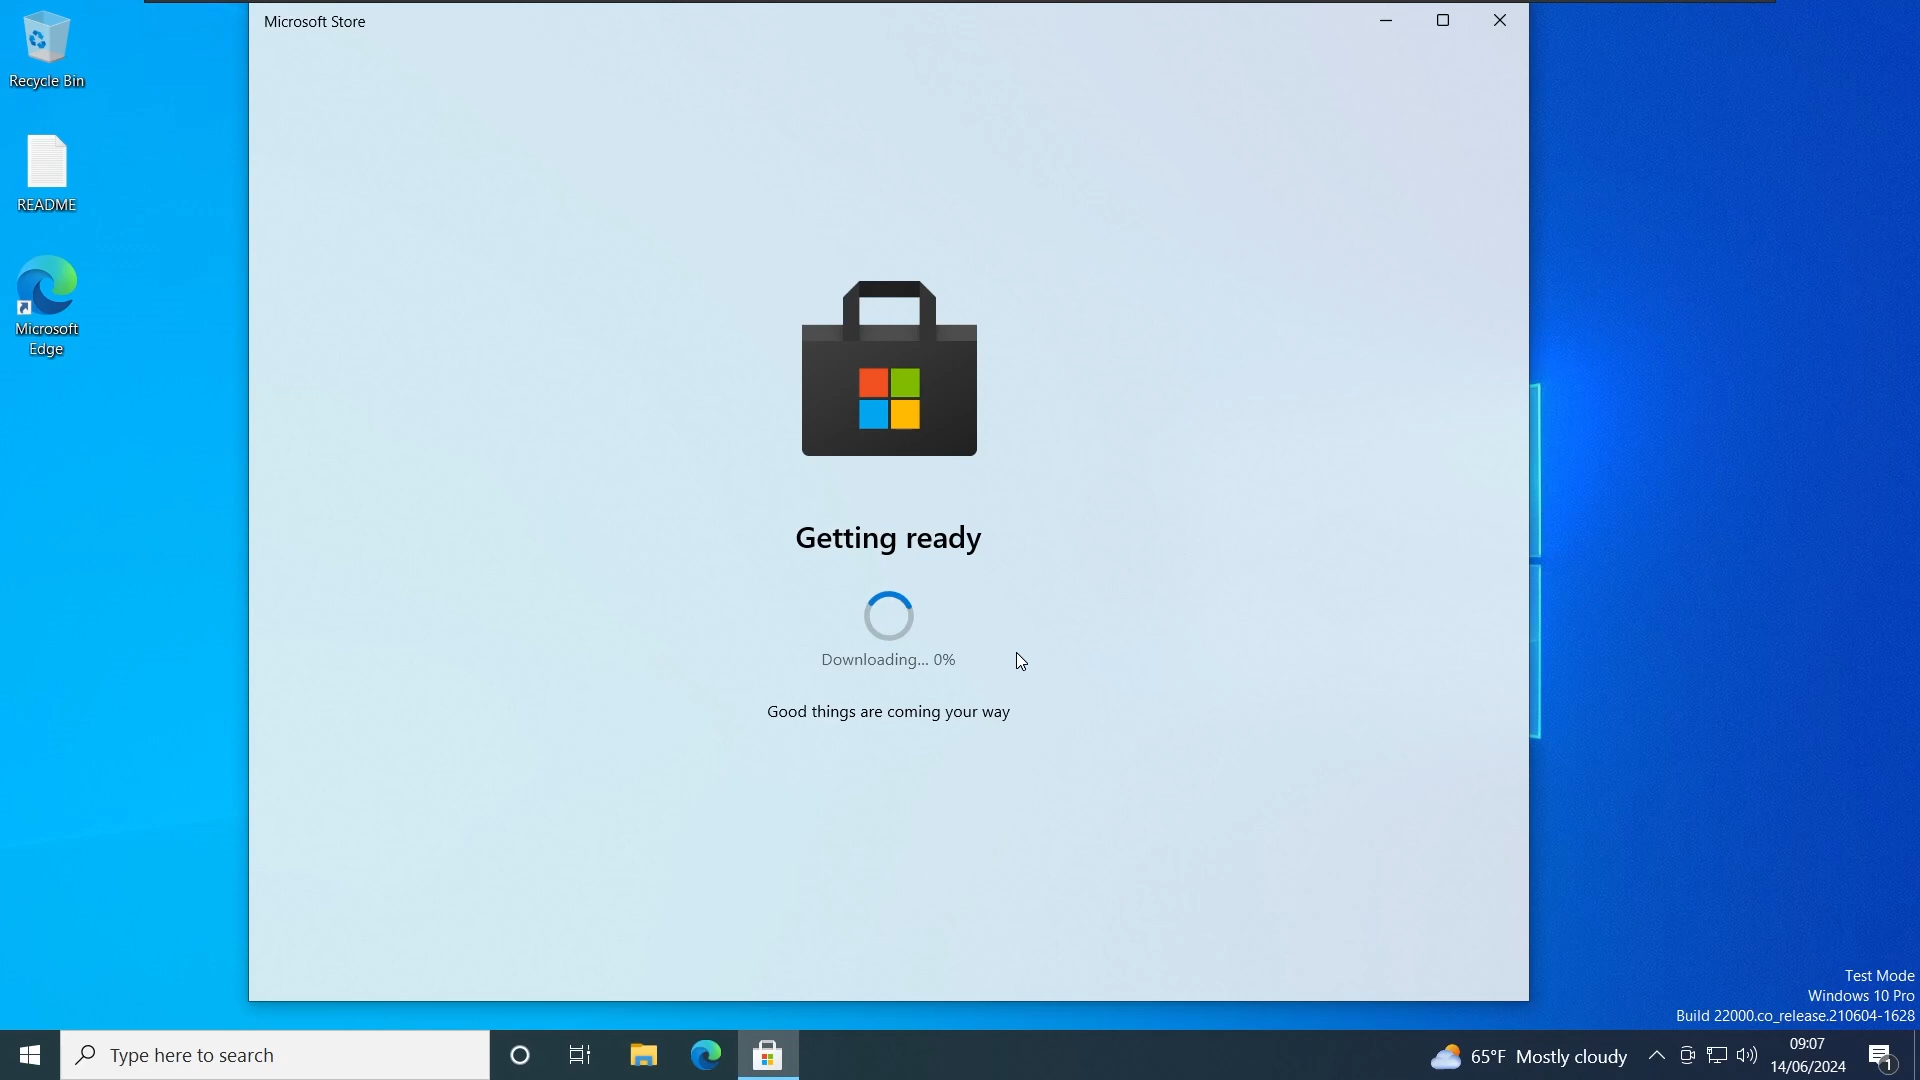 Microsoft Store
Recycle Bin
README
Microsoft
Edge
Getting ready
Downloading... 0%
Good things are coming your way
Test Mode
Windows 10 Pro
Build 22000.co_release.210604-1628
Type here to search
65°F Mostly cloudy
09:07
14/06/2024
1